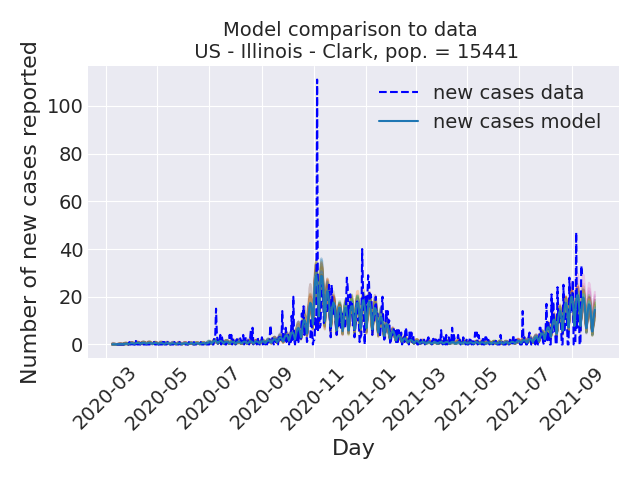 Model comparison to data
US - Illinois - Clark, pop. = 15441
new cases data
new cases model
Number of new cases reported
100
80
60
40
20
0
2020-03
2020-05
2020-07
2020-09
2020-11
2021-01
2021-03
2021-05
2021-07
2021-09
Day